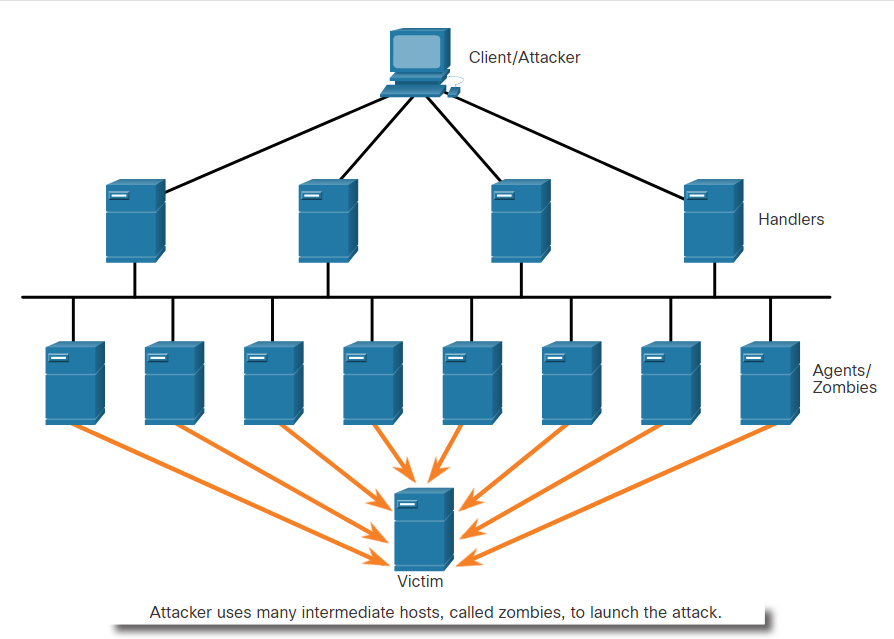 Client/Attacker
Handlers
Agents/
Zombies
Victim
Attacker uses many intermediate hosts, called zombies, to launch the attack.